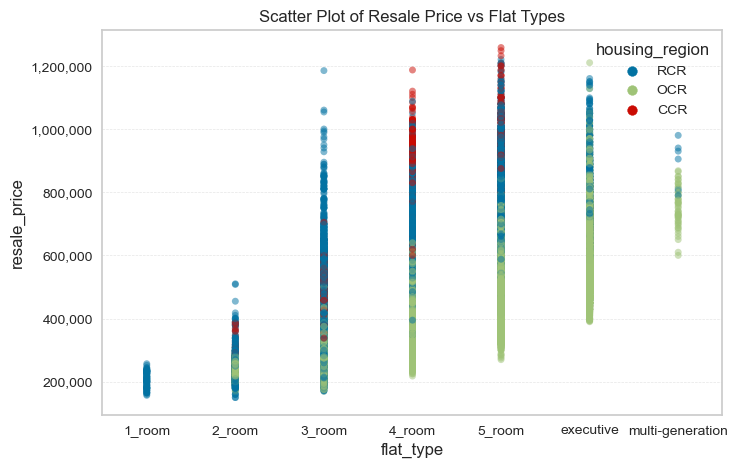 Scatter Plot of Resale Price vs Flat Types
housing_region
RCR
OCR
CCR
resale_price
1,200,000
1,000,000
800,000
600,000
400,000
200,000
1_room 2_room 3_room 4_room 5_room executive multi-generation
flat_type